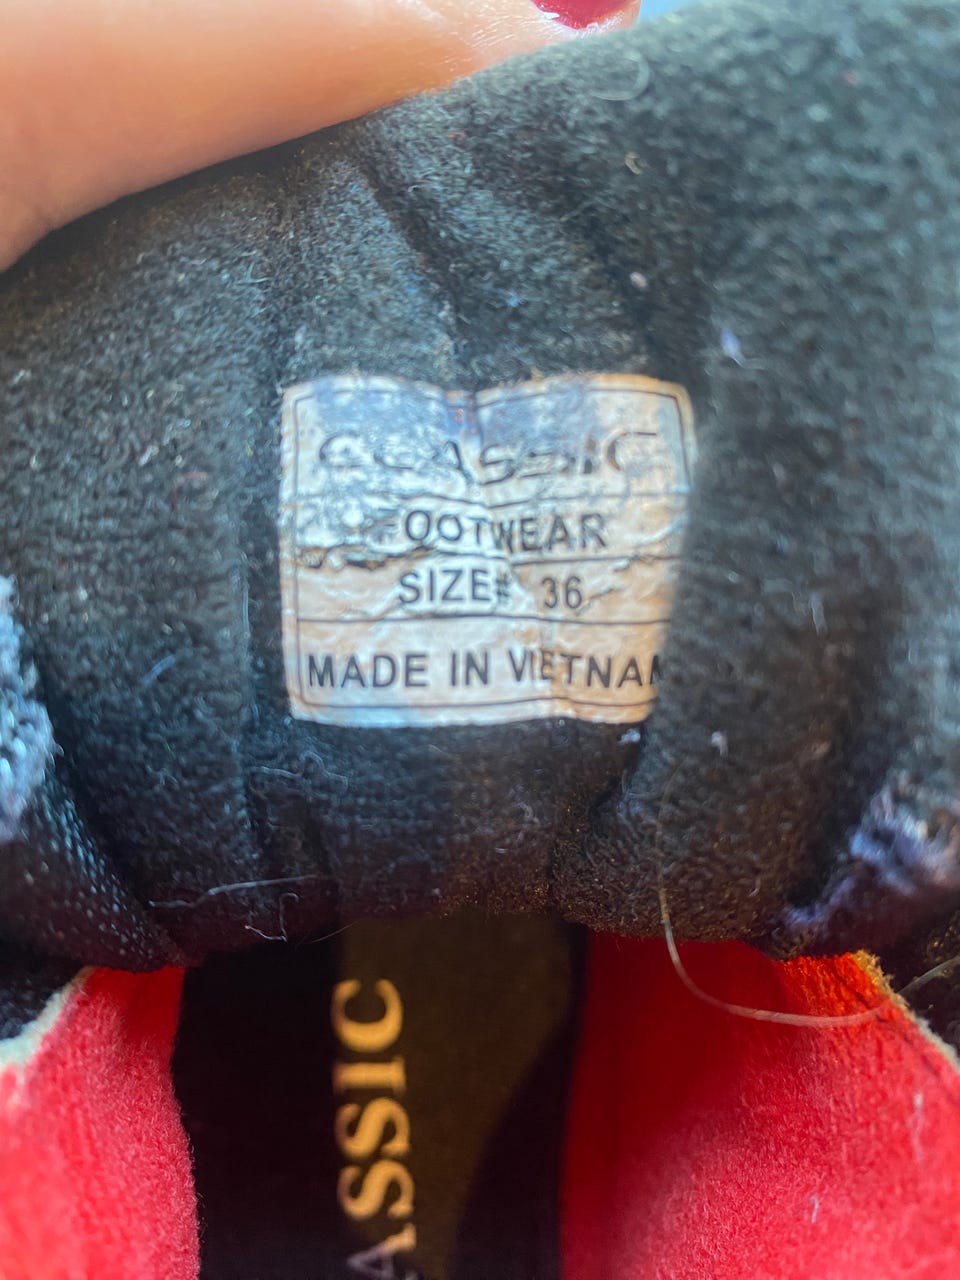 CLASSIC
FOOTWEAR
SIZE# 36
MADE IN VIETNAM
CLASSIC